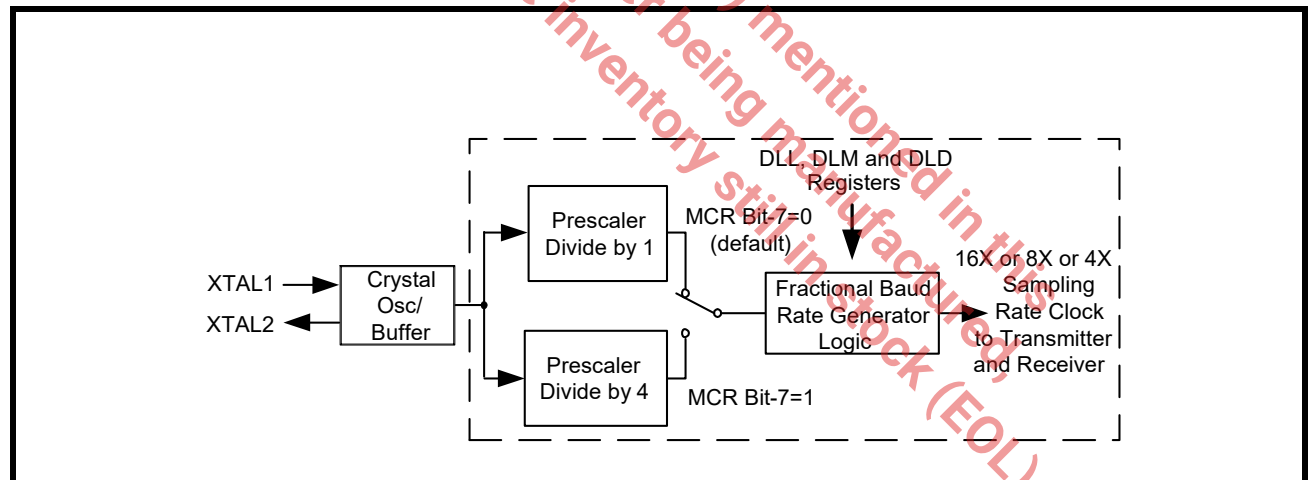 ) mentioned in this
er being manufactured,
e inventory still in stock (EOL)
DLL, DLM and DLD
Registers
Prescaler
Divide by 1
MCR Bit-7=0
(default)
XTAL1
XTAL2
Crystal
Osc/
Buffer
Fractional Baud
Rate Generator
Logic
16X or 8X or 4X
Sampling
Rate Clock
to Transmitter
and Receiver
Prescaler
Divide by 4
MCR Bit-7=1